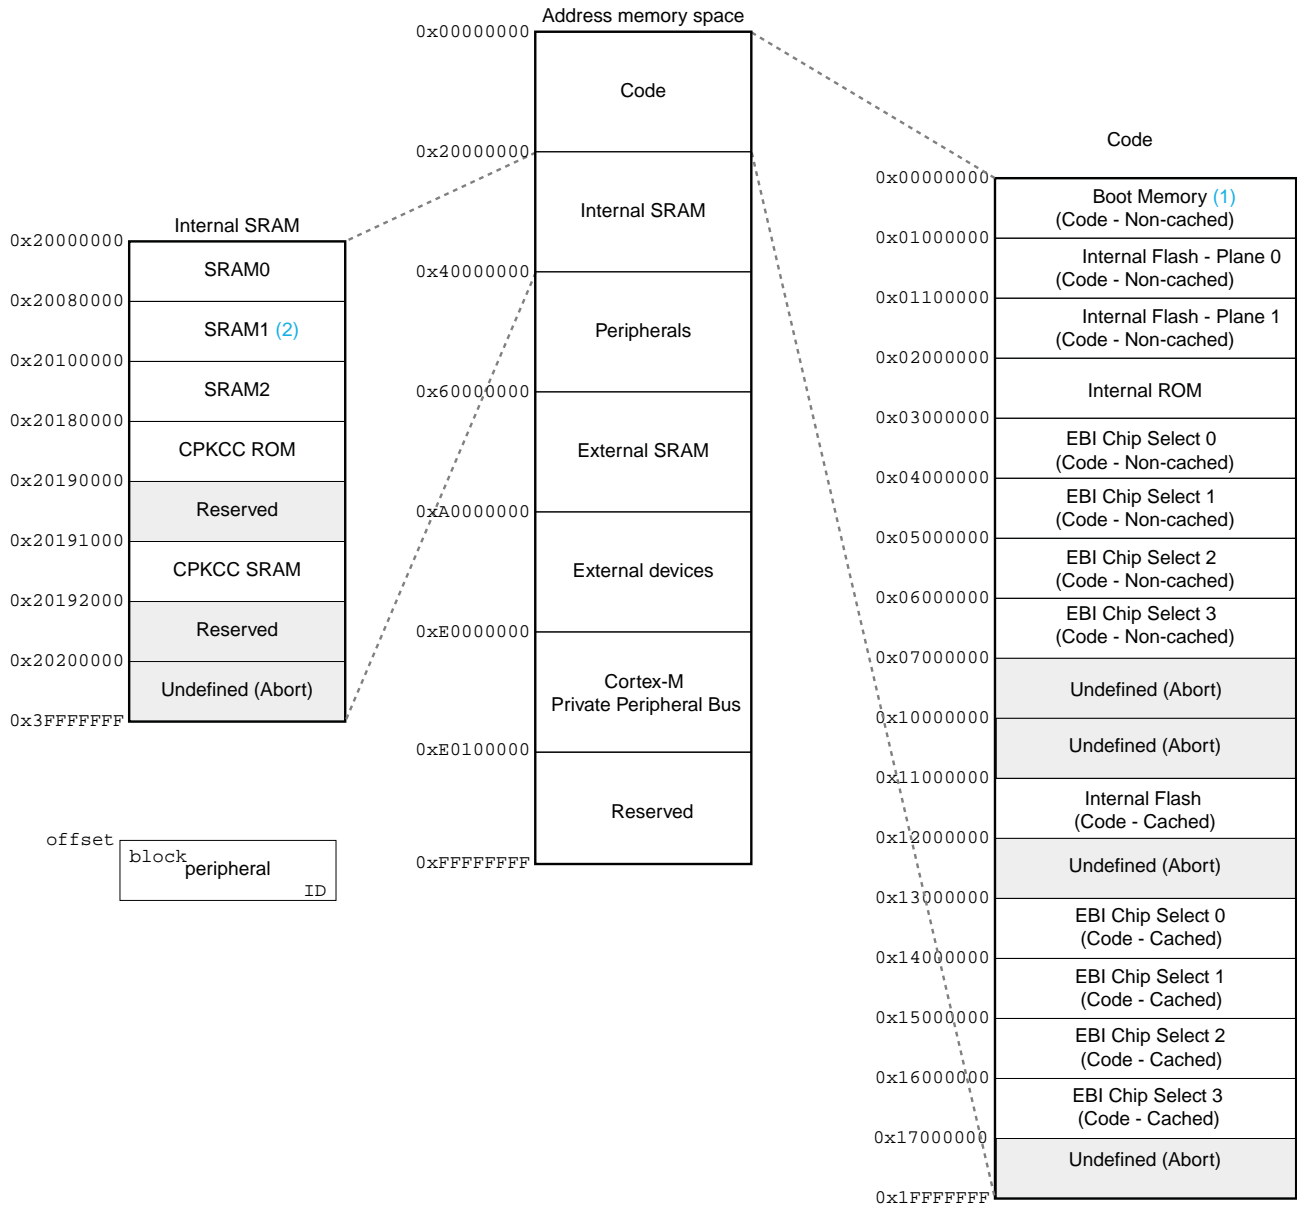 Address memory space
0x00000000
Code
0x20000000
Internal SRAM
0x40000000
Peripherals
0x60000000
External SRAM
0xA0000000
External devices
0xE0000000
Cortex-M
Private Peripheral Bus
0xE0100000
Reserved
0xFFFFFFFF
Internal SRAM
0x20000000
SRAM0
0x20080000
SRAM1 (2)
0x20100000
SRAM2
0x20180000
CPKCC ROM
0x20190000
Reserved
0x20191000
CPKCC SRAM
0x20192000
Reserved
0x20200000
Undefined (Abort)
0x3FFFFFFF
offset
block
peripheral
ID
Code
0x00000000
Boot Memory (1)
(Code - Non-cached)
0x01000000
Internal Flash - Plane 0
(Code - Non-cached)
0x01100000
Internal Flash - Plane 1
(Code - Non-cached)
0x02000000
Internal ROM
0x03000000
EBI Chip Select 0
(Code - Non-cached)
0x04000000
EBI Chip Select 1
(Code - Non-cached)
0x05000000
EBI Chip Select 2
(Code - Non-cached)
0x06000000
EBI Chip Select 3
(Code - Non-cached)
0x07000000
Undefined (Abort)
0x10000000
Undefined (Abort)
0x11000000
Internal Flash
(Code - Cached)
0x12000000
Undefined (Abort)
0x13000000
EBI Chip Select 0
(Code - Cached)
0x14000000
EBI Chip Select 1
(Code - Cached)
0x15000000
EBI Chip Select 2
(Code - Cached)
0x16000000
EBI Chip Select 3
(Code - Cached)
0x17000000
Undefined (Abort)
0x1FFFFFFF